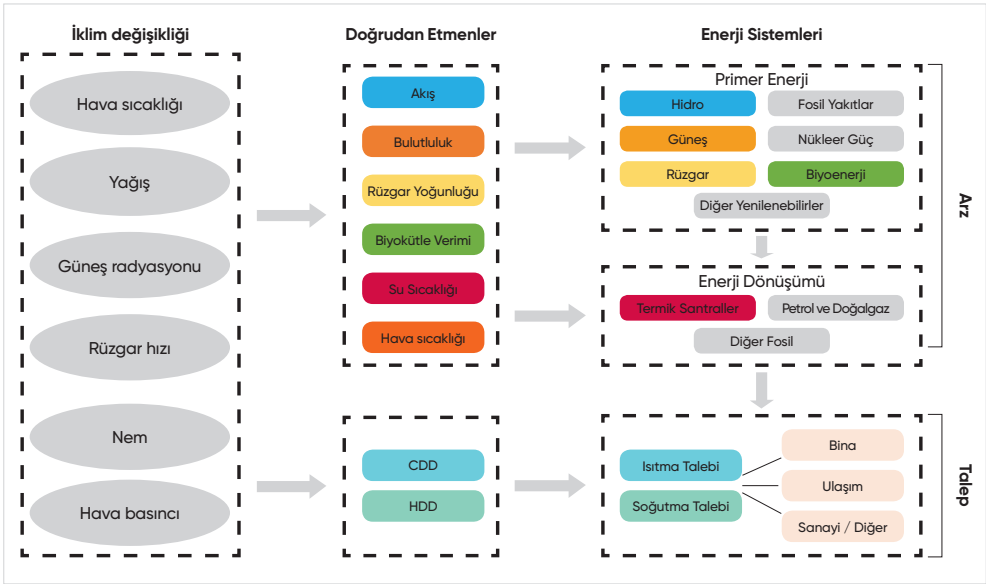 İklim değişikliği
Hava sıcaklığı
Yağış
Güneş radyasyonu
Rüzgar hızı
Nem
Hava basıncı
Doğrudan Etmenler
Akış
Bulutluluk
Rüzgar Yoğunluğu
Biyokütle Verimi
Su Sıcaklığı
Hava sıcaklığı
CDD
HDD
Enerji Sistemleri
Primer Enerji
Hidro
Fosil Yakıtlar
Güneş
Nükleer Güç
Rüzgar
Biyoenerji
Diğer Yenilenebilirler
Enerji Dönüşümü
Termik Santraller
Petrol ve Doğalgaz
Diğer Fosil
Arz
Isıtma Talebi
Soğutma Talebi
Bina
Ulaşım
Sanayi / Diğer
Talep